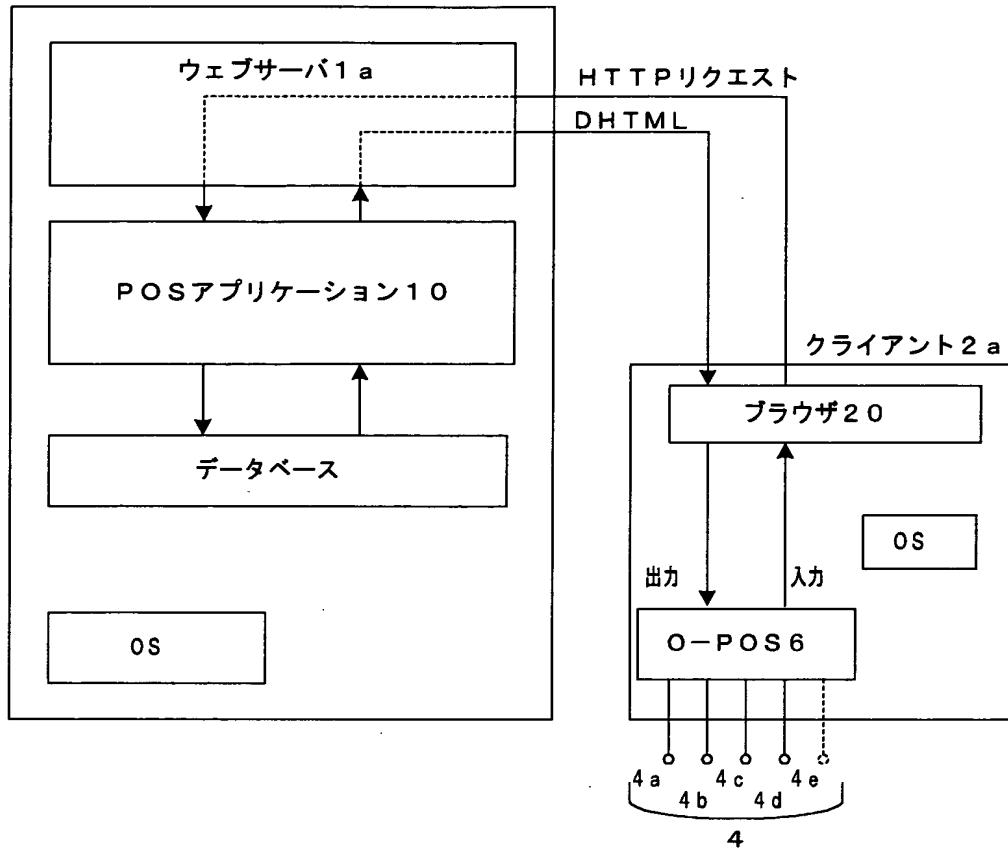 ウェブサーバ1a
HTTPリクエスト
DHTML
POSアプリケーション10
クライアント2a
ブラウザ20
データベース
OS
出力
入力
O-POS6
OS
4a
4b
4c
4d
4e
4